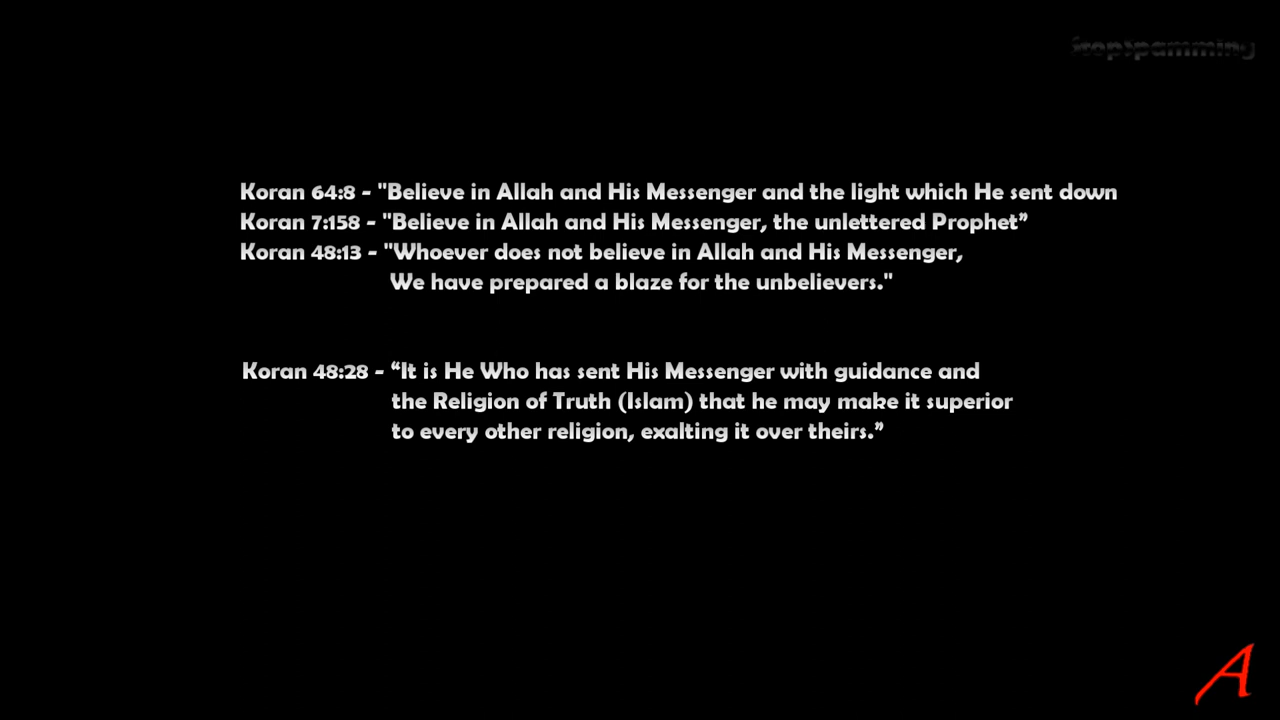 StopSpamming
Koran 64:8 - "Believe in Allah and His Messenger and the light which He sent down
Koran 7:158 - "Believe in Allah and His Messenger, the unlettered Prophet”
Koran 48:13 - "Whoever does not believe in Allah and His Messenger,
We have prepared a blaze for the unbelievers."
Koran 48:28 - “It is He Who has sent His Messenger with guidance and
the Religion of Truth (Islam) that he may make it superior
to every other religion, exalting it over theirs.”
A